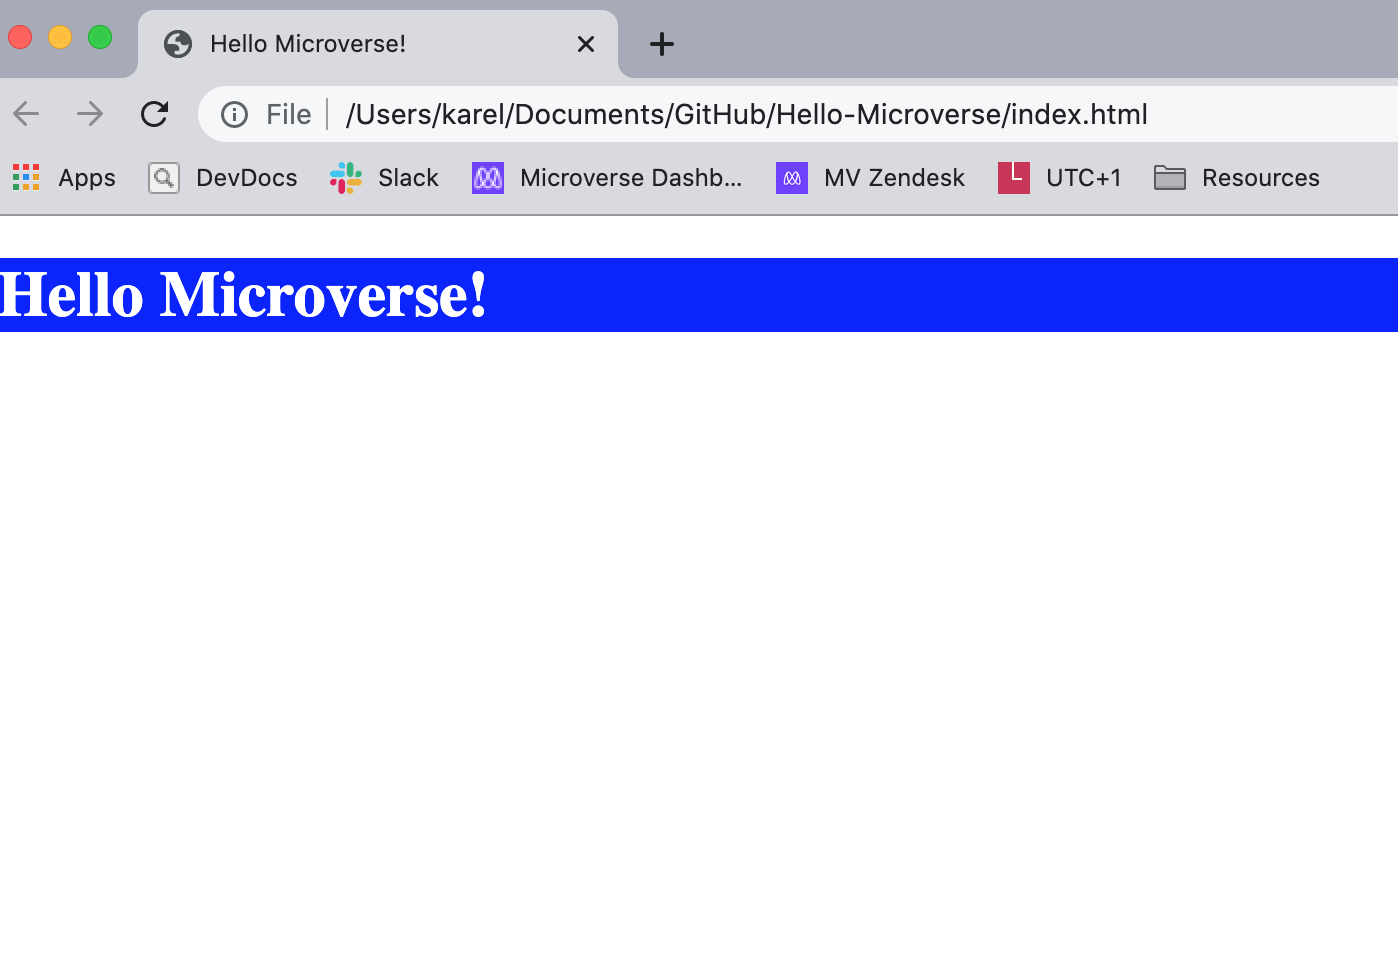 Hello Microverse!
File | /Users/karel/Documents/GitHub/Hello-Microverse/index.html
Apps DevDocs Slack Microverse Dashb... MV Zendesk UTC+1 Resources
Hello Microverse!